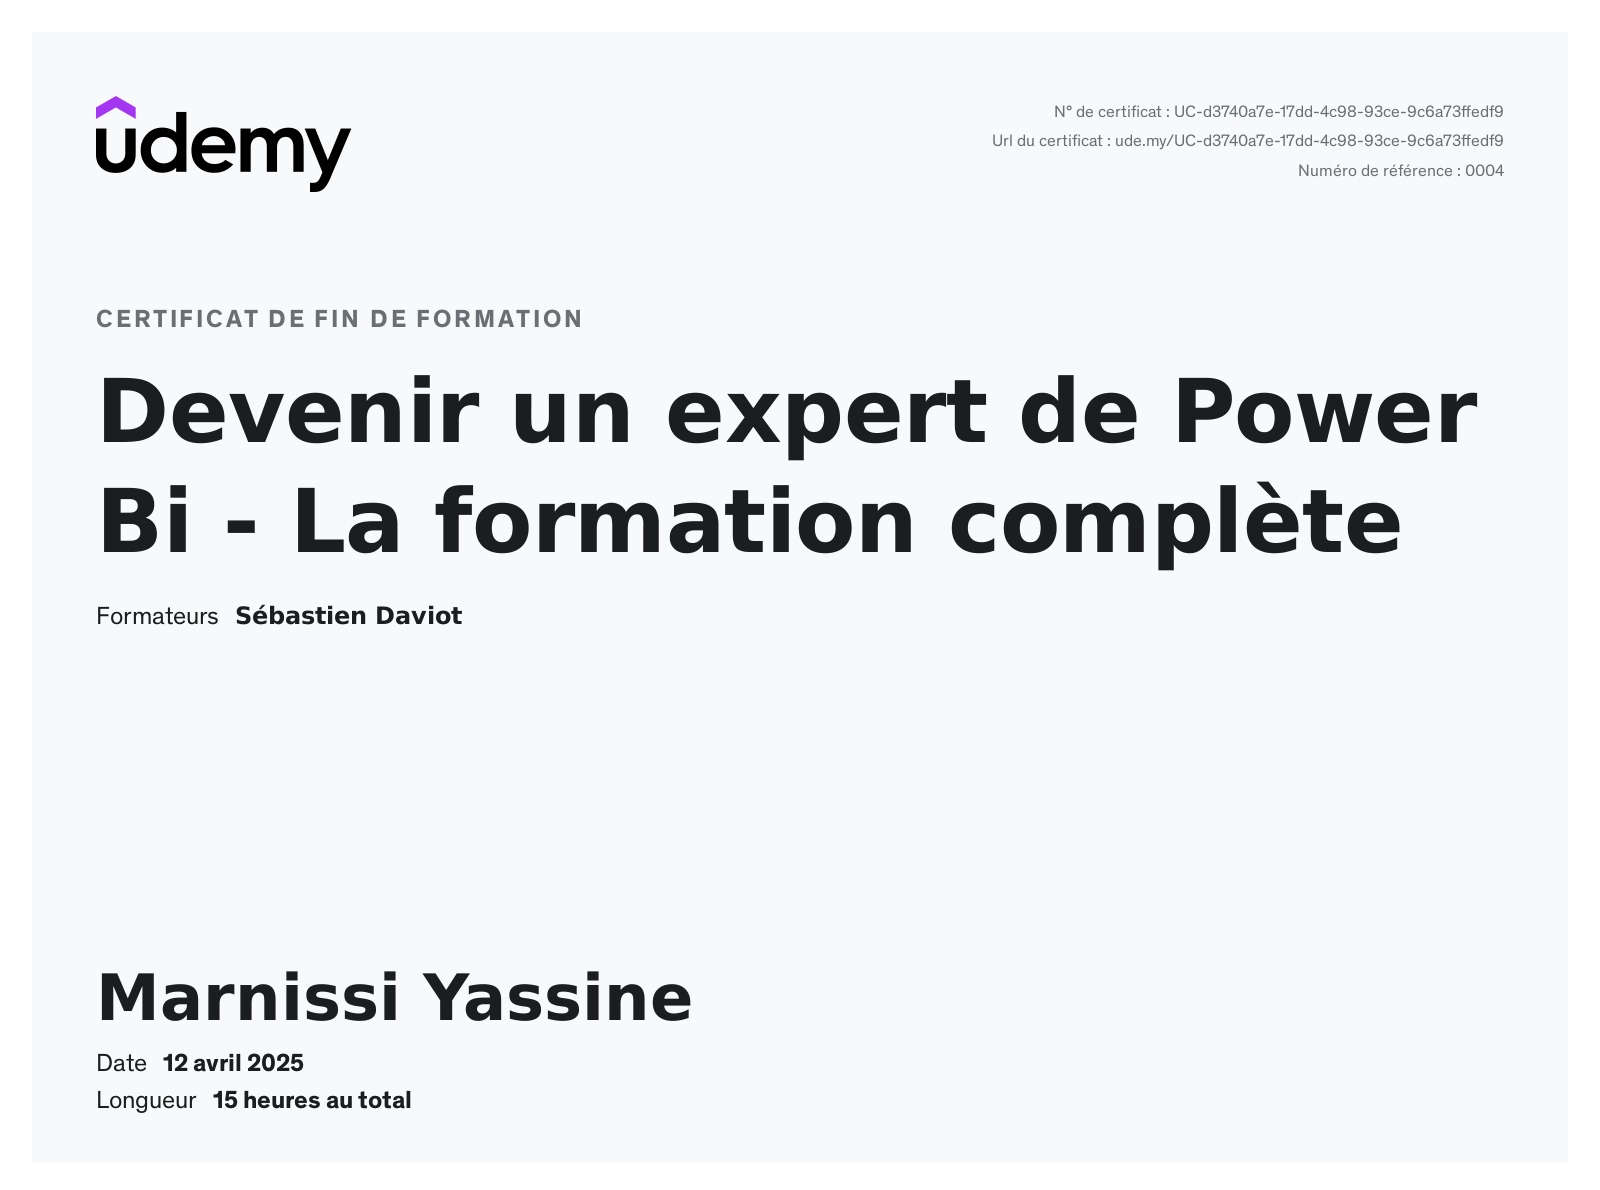 udemy
N° de certificat : UC-d3740a7e-17dd-4c98-93ce-9c6a73ffedf9
Url du certificat : ude.my/UC-d3740a7e-17dd-4c98-93ce-9c6a73ffedf9
Numéro de référence : 0004
CERTIFICAT DE FIN DE FORMATION
Devenir un expert de Power
Bi - La formation complète
Formateurs Sébastien Daviot
Marnissi Yassine
Date 12 avril 2025
Longueur 15 heures au total